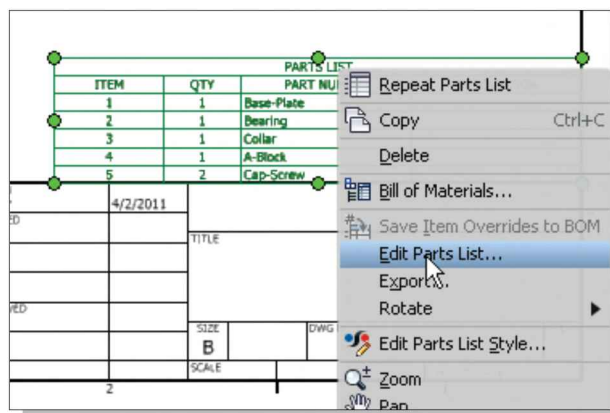 PARTS LIST
ITEM QTY PART NU
1 1 Base-Plate
2 1 Bearing
3 1 Collar
4 1 A-Block
5 2 Cap-Screw
4/2/2011
TITLE
SIZE DWG
B
SCALE
2
Repeat Parts List
Copy Ctrl+C
Delete
Bill of Materials...
Save Item Overrides to BOM
Edit Parts List...
Export...
Rotate
Edit Parts List Style...
Zoom
Pan